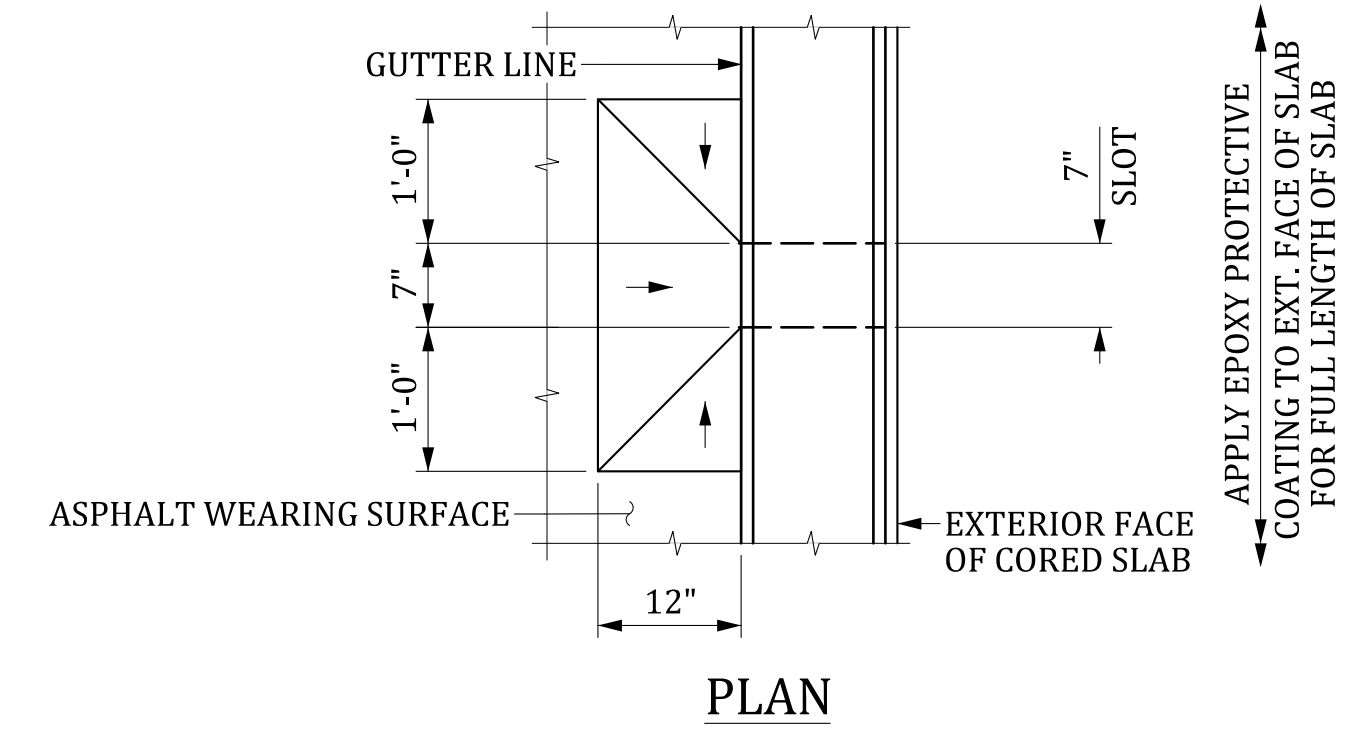 GUTTER LINE
1'-0"
7"
1'-0"
7"
SLOT
APPLY EPOXY PROTECTIVE
COATING TO EXT. FACE OF SLAB
FOR FULL LENGTH OF SLAB
ASPHALT WEARING SURFACE
EXTERIOR FACE
OF CORED SLAB
12"
PLAN